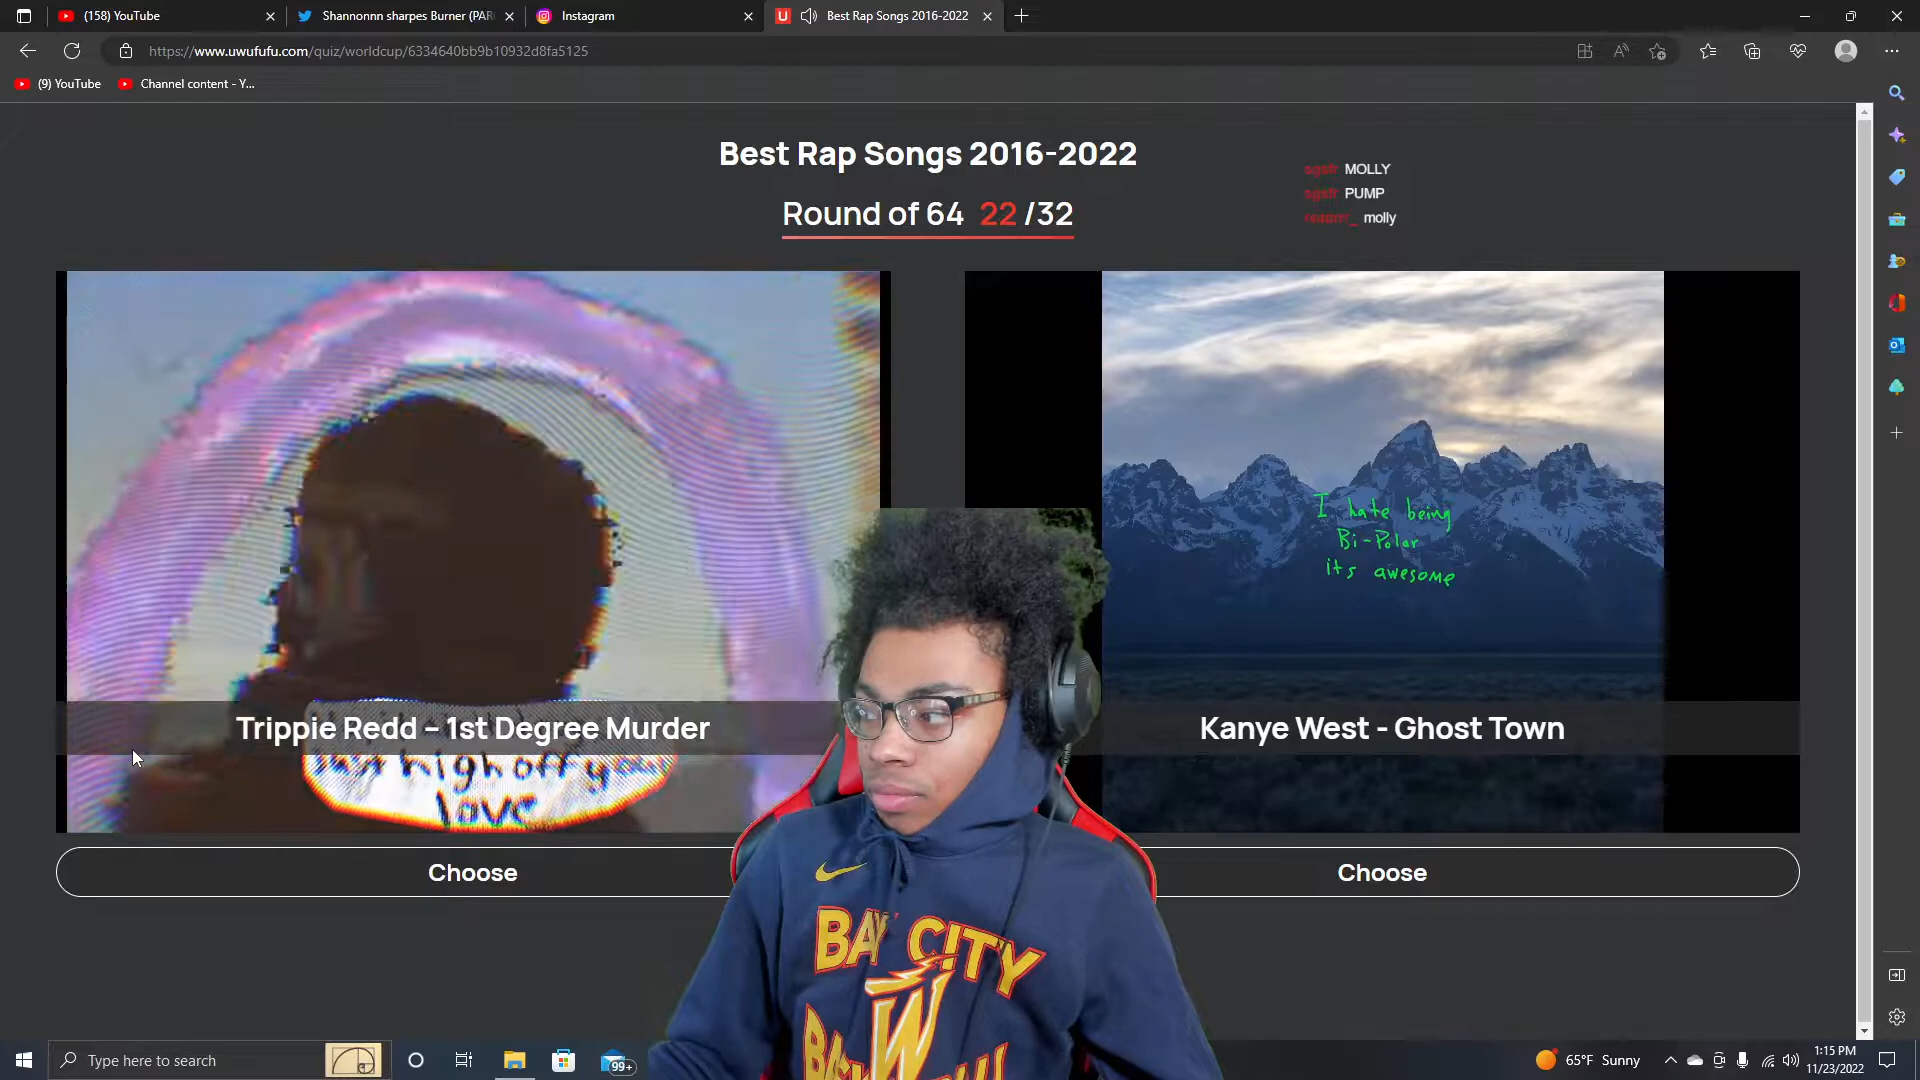 (158) YouTube
Shannonnn sharpes Burner (PAR
Instagram
Best Rap Songs 2016-2022
https://www.uwufufu.com/quiz/worldcup/6334640bb9b10932d8fa5125
(9) YouTube
Channel content - Y...
Best Rap Songs 2016-2022
Round of 64 22 /32
MOLLY
PUMP
molly
I hate being
Bi-Polar
its awesome
Trippie Redd – 1st Degree Murder
Kanye West - Ghost Town
love
Choose
Choose
BAY CITY
W
Type here to search
99+
65°F Sunny
1:15 PM
11/23/2022